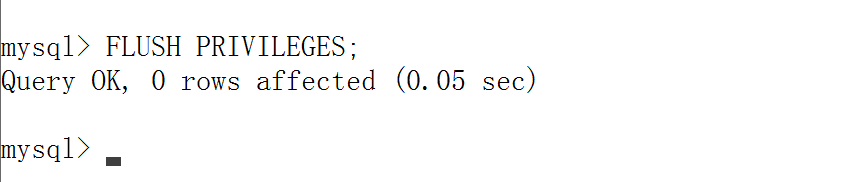 mysql> FLUSH PRIVILEGES;
Query OK, 0 rows affected (0.05 sec)
mysql>